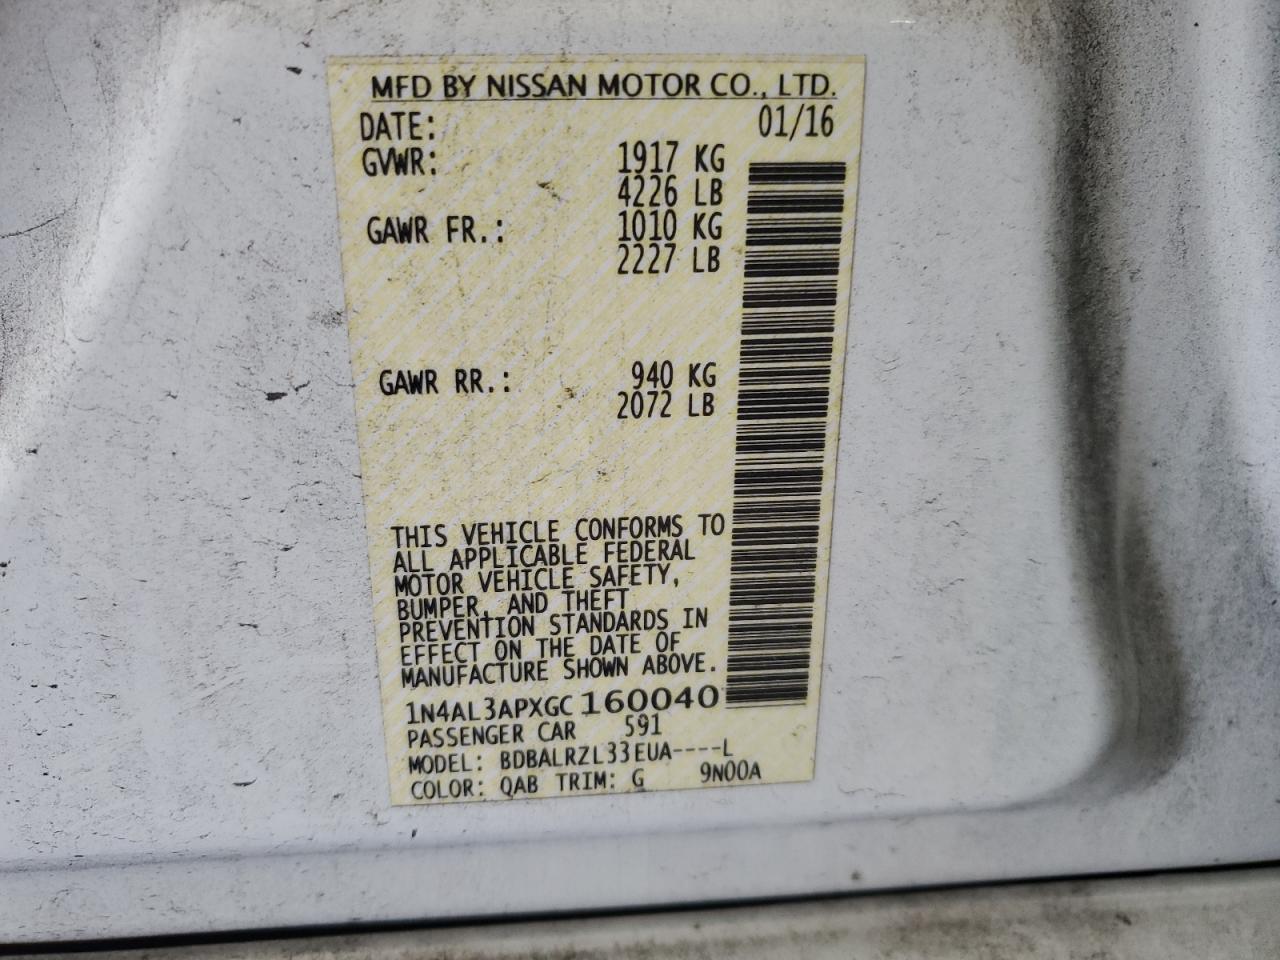 MFD BY NISSAN MOTOR CO., LTD.
DATE: 01/16
GVWR: 1917 KG
4226 LB
GAWR FR.: 1010 KG
2227 LB
GAWR RR.: 940 KG
2072 LB
THIS VEHICLE CONFORMS TO
ALL APPLICABLE FEDERAL
MOTOR VEHICLE SAFETY,
BUMPER, AND THEFT
PREVENTION STANDARDS IN
EFFECT ON THE DATE OF
MANUFACTURE SHOWN ABOVE.
1N4AL3APXGC160040
PASSENGER CAR 591
MODEL: BDBALRZL33EUA----L
COLOR: QAB TRIM: G 9N00A